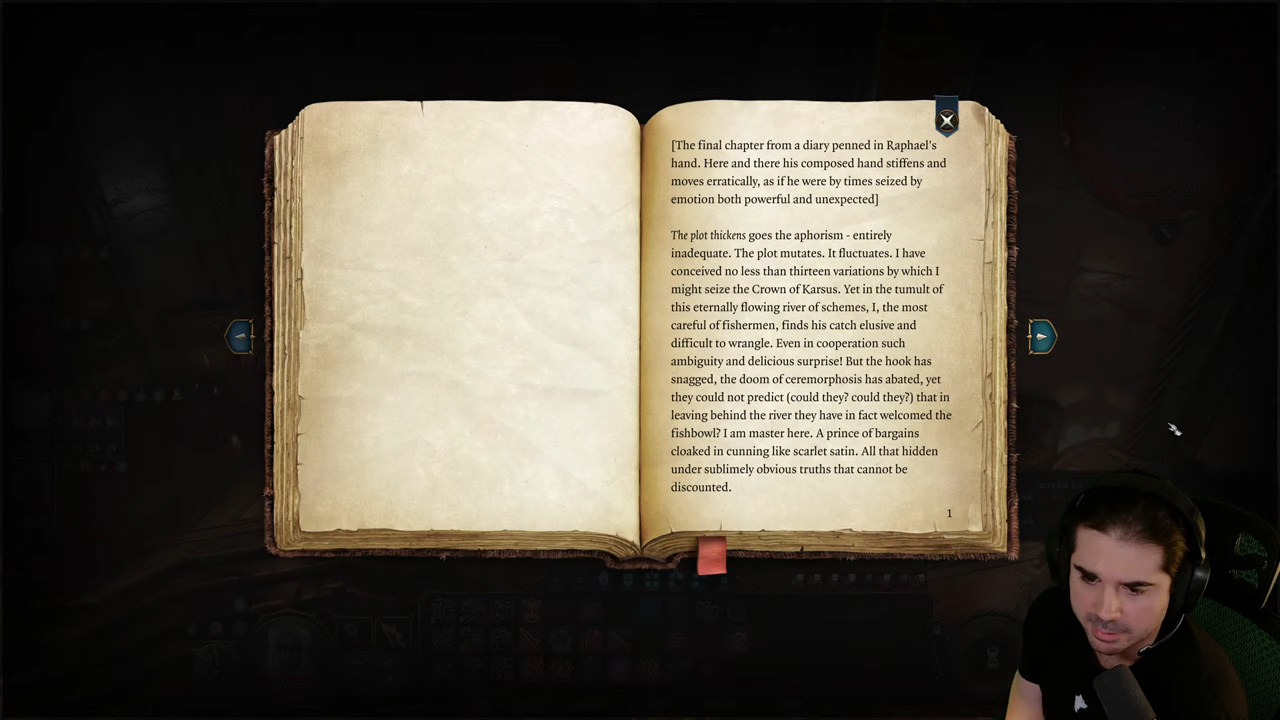 [The final chapter from a diary penned in Raphael's
hand. Here and there his composed hand stiffens and
moves erratically, as if he were by times seized by
emotion both powerful and unexpected]
The plot thickens goes the aphorism - entirely
inadequate. The plot mutates. It fluctuates. I have
conceived no less than thirteen variations by which I
might seize the Crown of Karsus. Yet in the tumult of
this eternally flowing river of schemes, I, the most
careful of fishermen, finds his catch elusive and
difficult to wrangle. Even in cooperation such
ambiguity and delicious surprise! But the hook has
snagged, the doom of ceremorphosis has abated, yet
they could not predict (could they? could they?) that in
leaving behind the river they have in fact welcomed the
fishbowl? I am master here. A prince of bargains
cloaked in cunning like scarlet satin. All that hidden
under sublimely obvious truths that cannot be
discounted.
1